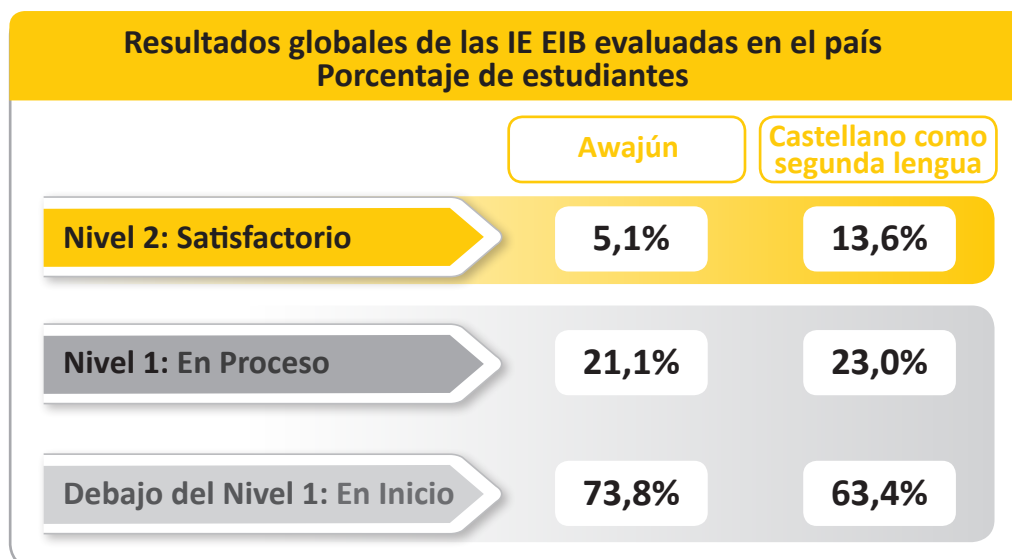 Resultados globales de las IE EIB evaluadas en el país
Porcentaje de estudiantes
Awajún
Castellano como
segunda lengua
Nivel 2: Satisfactorio
5,1%
13,6%
Nivel 1: En Proceso
21,1%
23,0%
Debajo del Nivel 1: En Inicio
73,8%
63,4%